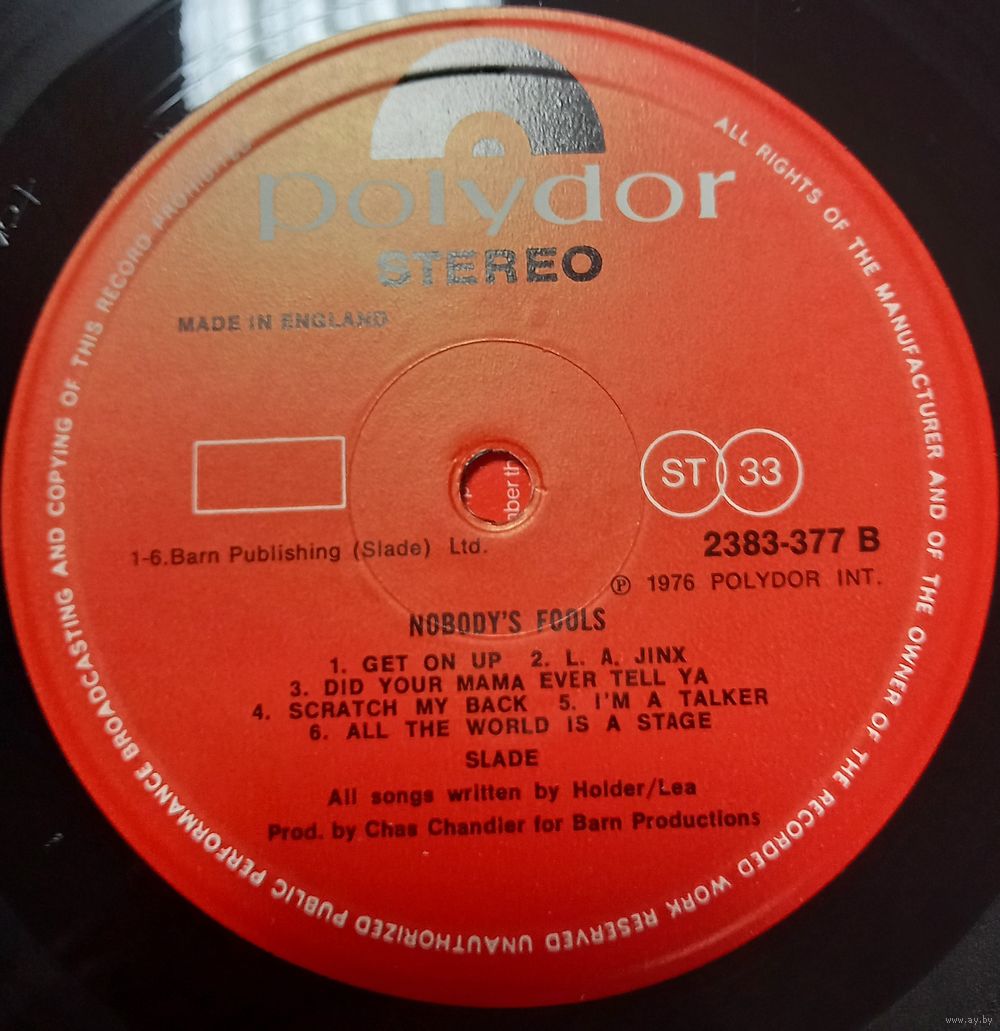 polydor
STEREO
MADE IN ENGLAND
ST 33
2383-377 B
1-6.Barn Publishing (Slade) Ltd.
℗ 1976 POLYDOR INT.
NOBODY'S FOOLS
1. GET ON UP 2. L. A. JINX
3. DID YOUR MAMA EVER TELL YA
4. SCRATCH MY BACK 5. I'M A TALKER
6. ALL THE WORLD IS A STAGE
SLADE
All songs written by Holder/Lea
Prod. by Chas Chandler for Barn Productions
ALL RIGHTS OF THE MANUFACTURER AND OF THE OWNER OF THE RECORDED WORK RESERVED UNAUTHORIZED PUBLIC PERFORMANCE BROADCASTING AND COPYING OF THIS RECORD PROHIBITED
www.ay.by